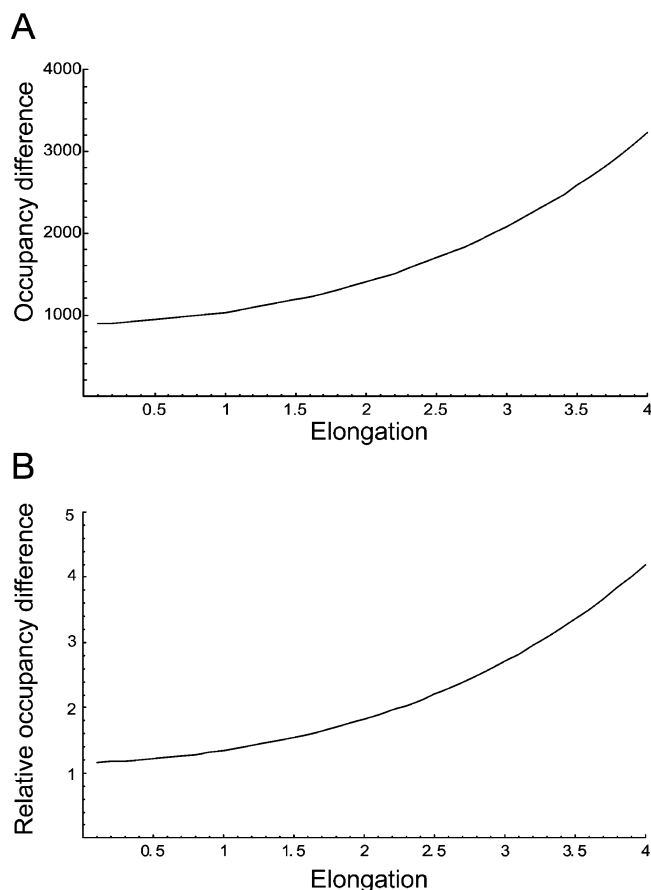 A
Occupancy difference
4000
3000
2000
1000
0.5 1 1.5 2 2.5 3 3.5 4
Elongation
B
Relative occupancy difference
5
4
3
2
1
0.5 1 1.5 2 2.5 3 3.5 4
Elongation